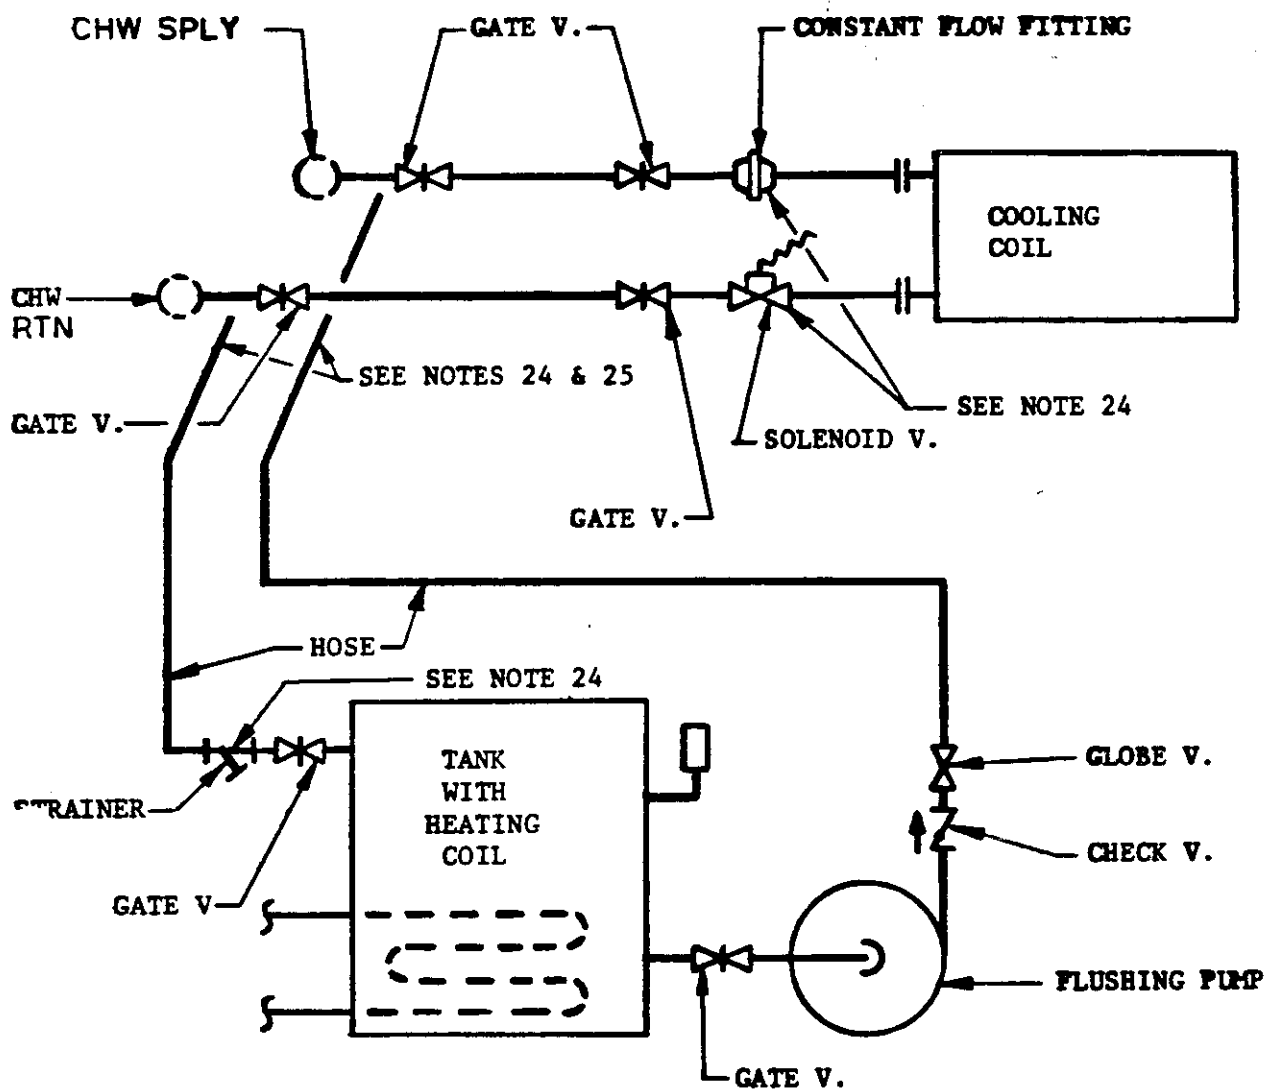 CHW SPLY
GATE V.
CONSTANT FLOW FITTING
COOLING
COIL
CHW
RTN
SEE NOTES 24 & 25
GATE V.
SEE NOTE 24
SOLENOID V.
GATE V.
HOSE
SEE NOTE 24
TANK
WITH
HEATING
COIL
GLOBE V.
STRAINER
CHECK V.
GATE V
FLUSHING PUMP
GATE V.